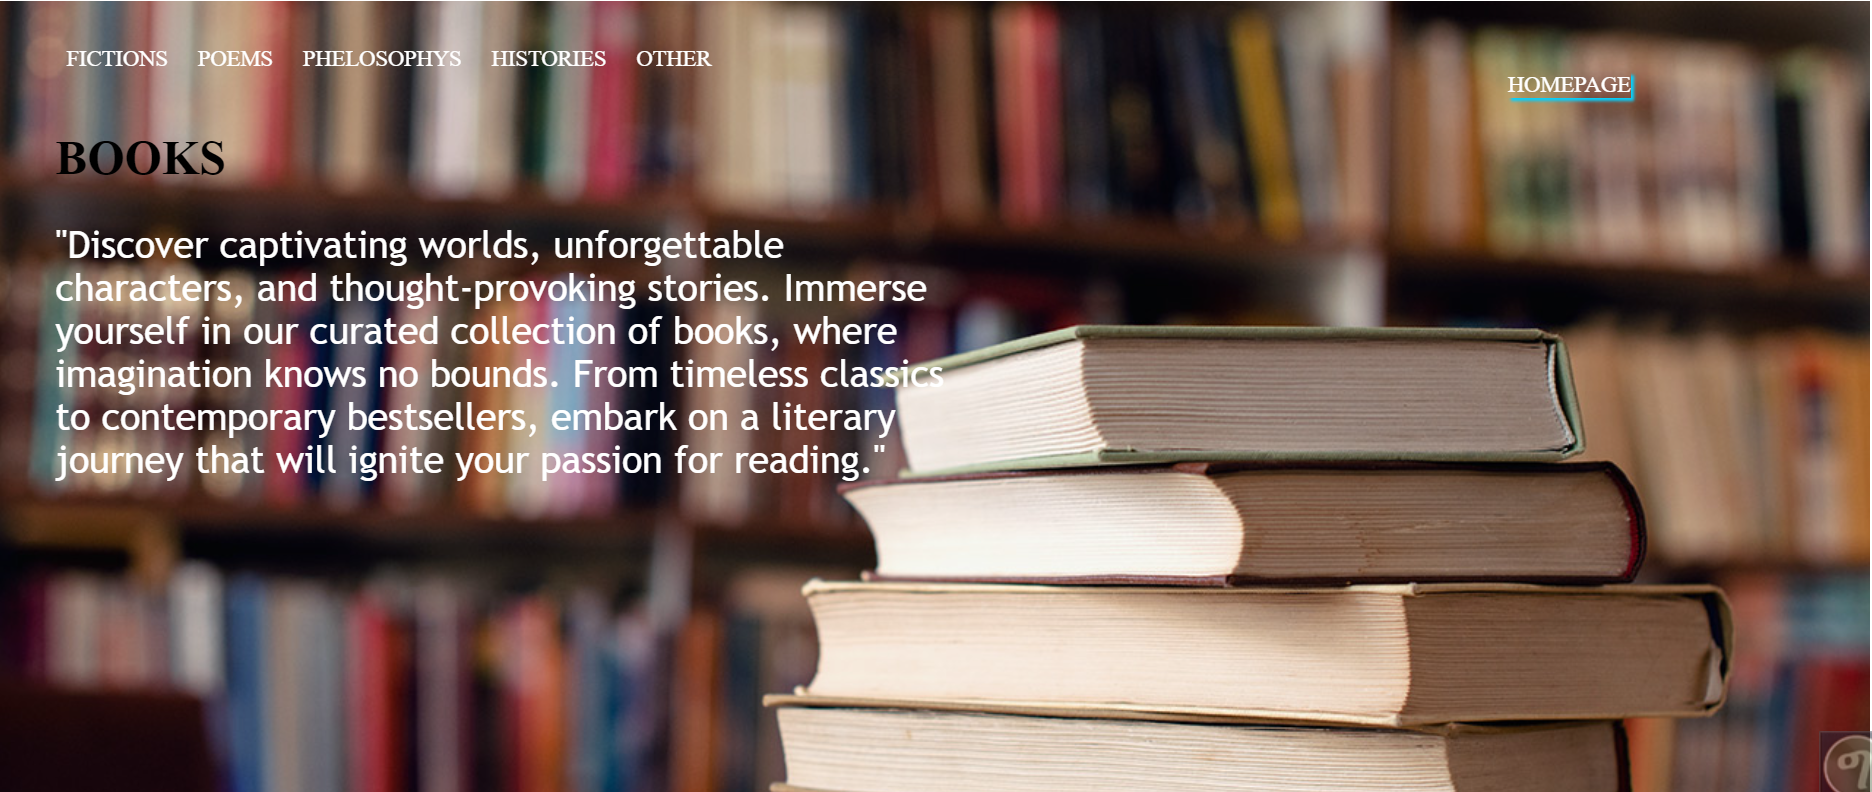 FICTIONS POEMS PHELOSOPHYS HISTORIES OTHER
HOMEPAGE
BOOKS
"Discover captivating worlds, unforgettable
characters, and thought-provoking stories. Immerse
yourself in our curated collection of books, where
imagination knows no bounds. From timeless classics
to contemporary bestsellers, embark on a literary
journey that will ignite your passion for reading."